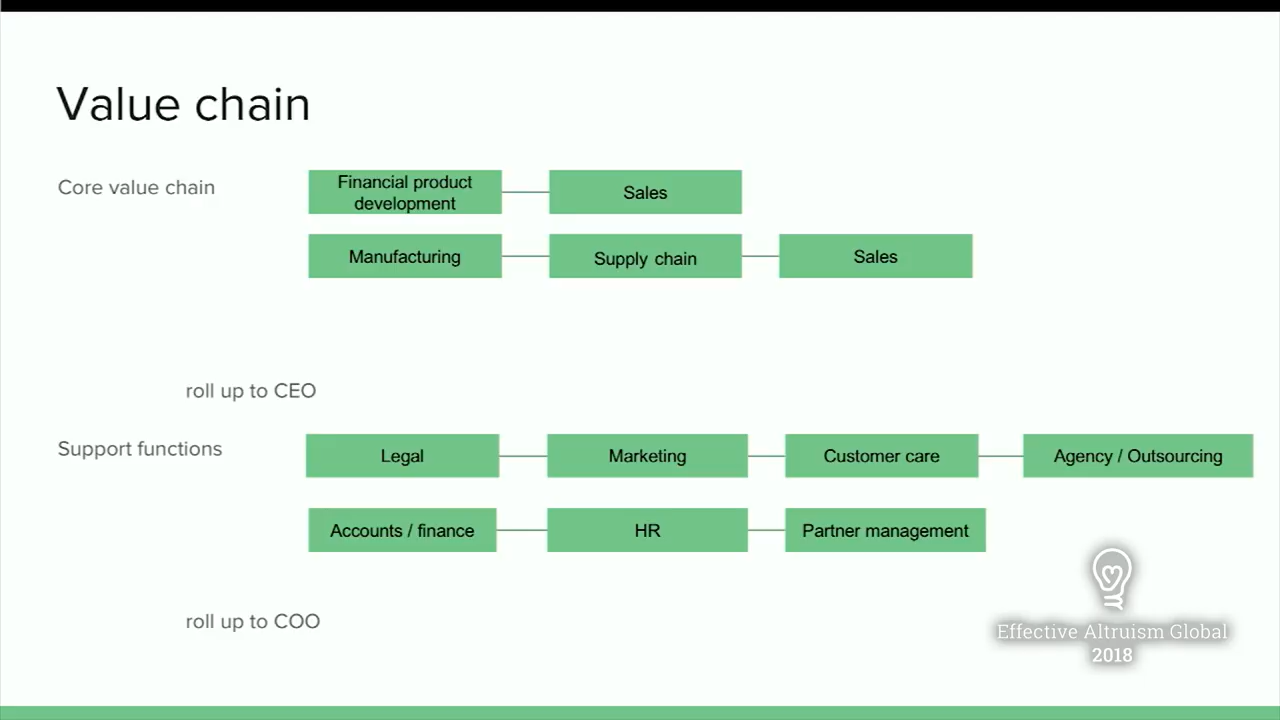 Value chain
Core value chain
Financial product
development
Sales
Manufacturing
Supply chain
Sales
roll up to CEO
Support functions
Legal
Marketing
Customer care
Agency / Outsourcing
Accounts / finance
HR
Partner management
roll up to COO
Effective Altruism Global
2018